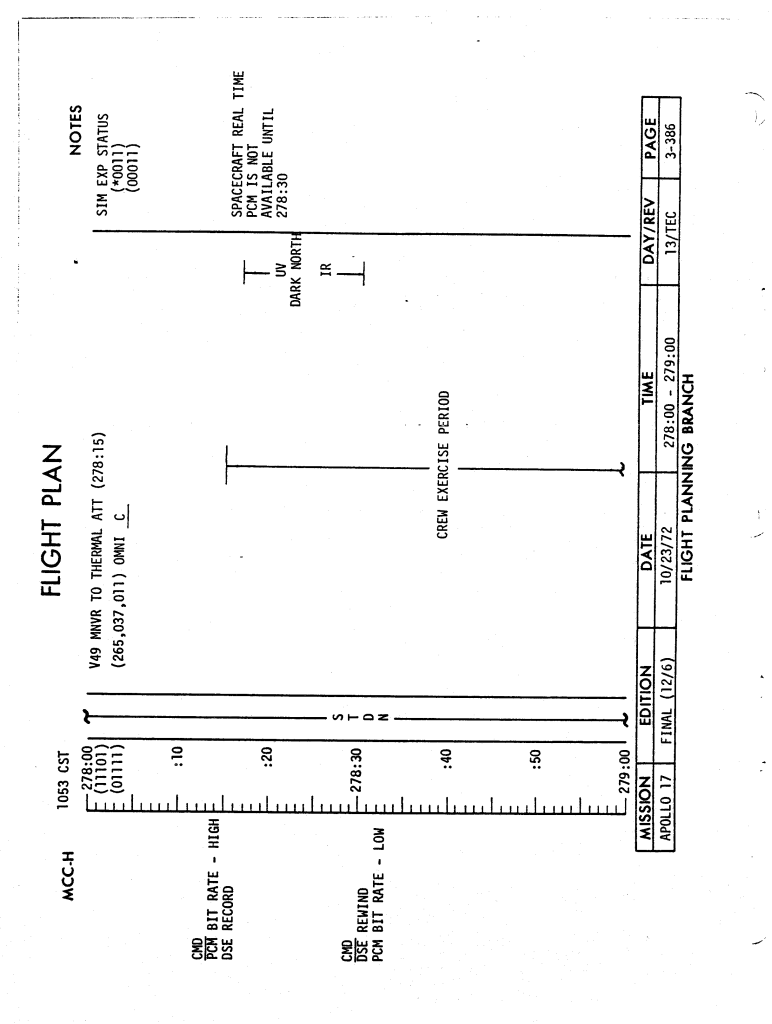 FLIGHT PLAN
MCC-H
1053 CST
NOTES
278:00
(11101)
(01111)
:10
:20
278:30
:40
:50
279:00
CMD
PCM BIT RATE - HIGH
DSE RECORD
CMD
DSE REWIND
PCM BIT RATE - LOW
S
T
D
N
V49 MNVR TO THERMAL ATT (278:15)
(265,037,011) OMNI C
CREW EXERCISE PERIOD
UV
DARK NORTH
IR
SIM EXP STATUS
(*0011)
(00011)
SPACECRAFT REAL TIME
PCM IS NOT
AVAILABLE UNTIL
278:30
MISSION EDITION DATE TIME DAY/REV PAGE
APOLLO 17 FINAL (12/6) 10/23/72 278:00 - 279:00 13/TEC 3-386
FLIGHT PLANNING BRANCH